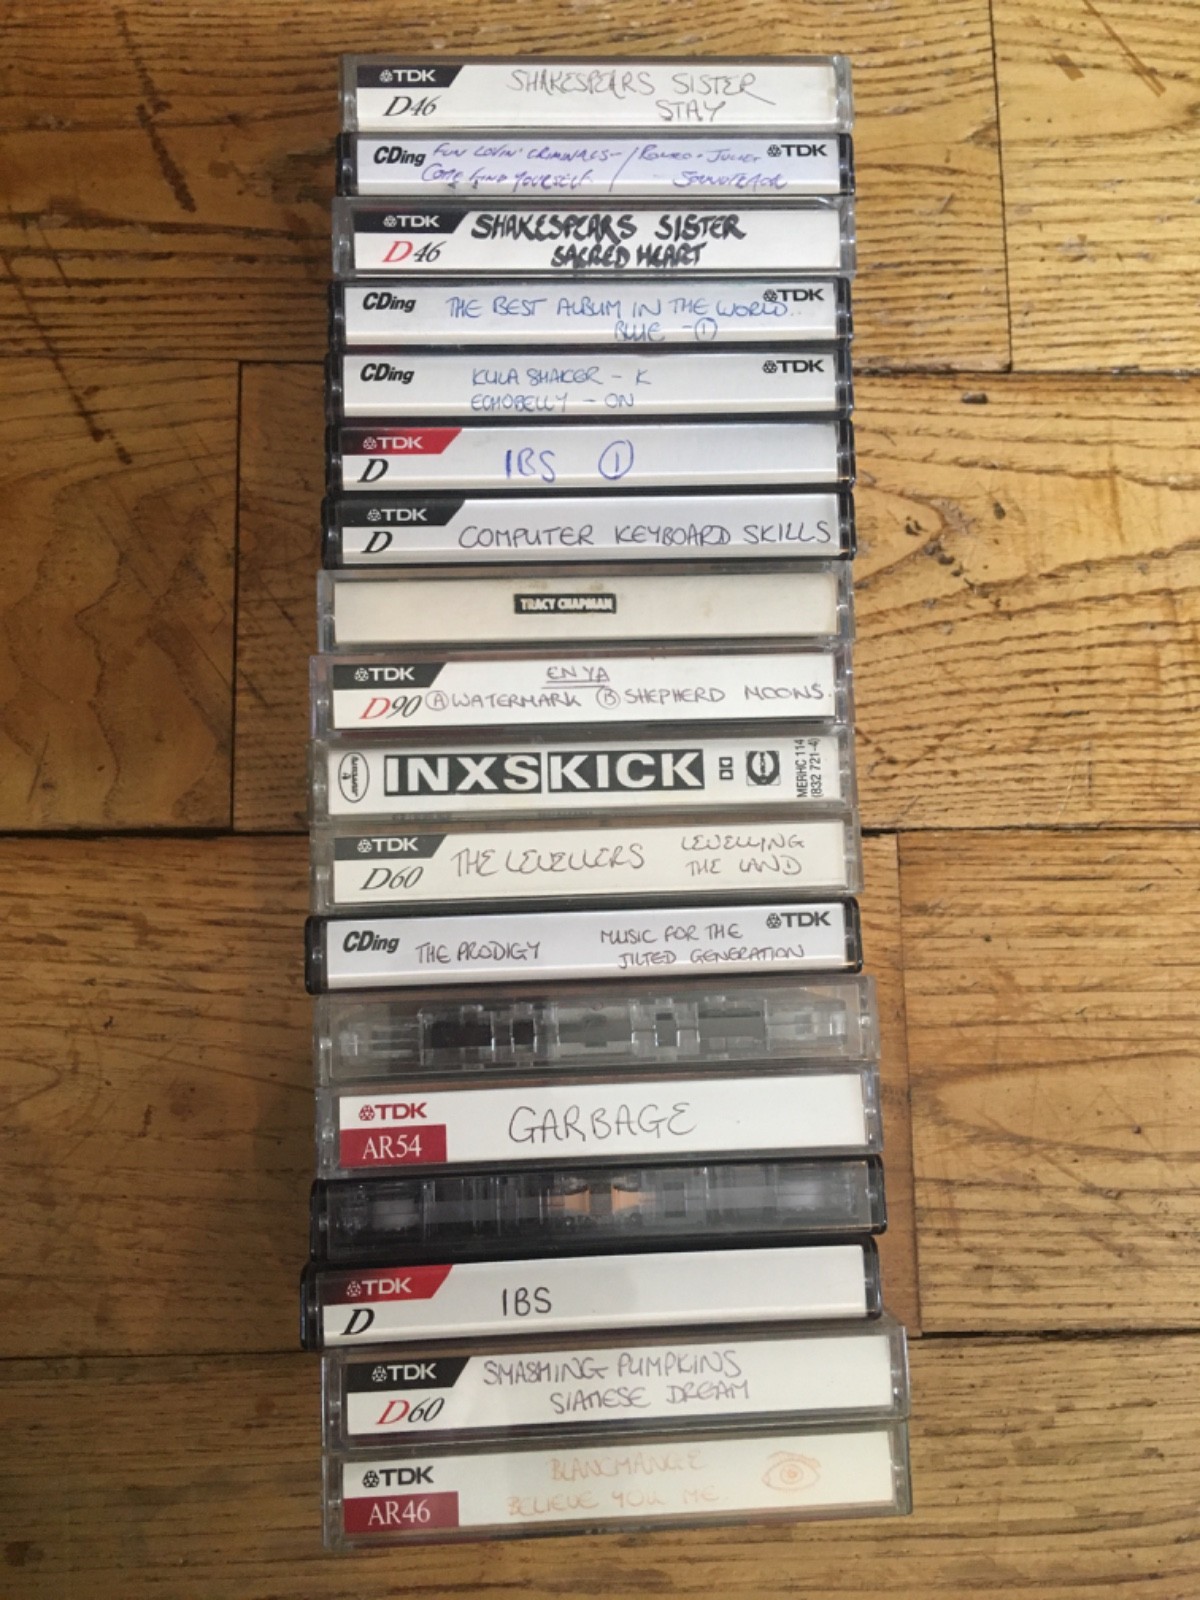 TDK SHAKESPEARS SISTER
D46 STAY
CDing FUN LOVIN' CRIMINALS - / ROMEO + JULIET TDK
COME FIND YOURSELF / SOUNDTRACK
TDK SHAKESPEARS SISTER
D46 SACRED HEART
CDing THE BEST ALBUM IN THE WORLD.. TDK
BLUE - ①
CDing KULA SHAKER - K TDK
ECHOBELLY - ON
TDK
D IBS ①
TDK
D COMPUTER KEYBOARD SKILLS
TRACY CHAPMAN
TDK ENYA
D90 Ⓐ WATERMARK Ⓑ SHEPHERD MOONS.
INXS KICK MERHC 114
(832 721-4)
TDK THE LEVELLERS LEVELLING
D60 THE LAND
CDing THE PRODIGY MUSIC FOR THE TDK
JILTED GENERATION
TDK GARBAGE
AR54
TDK
D IBS
TDK SMASHING PUMPKINS
D60 SIAMESE DREAM
TDK BLANCMANGE
AR46 BELIEVE YOU ME